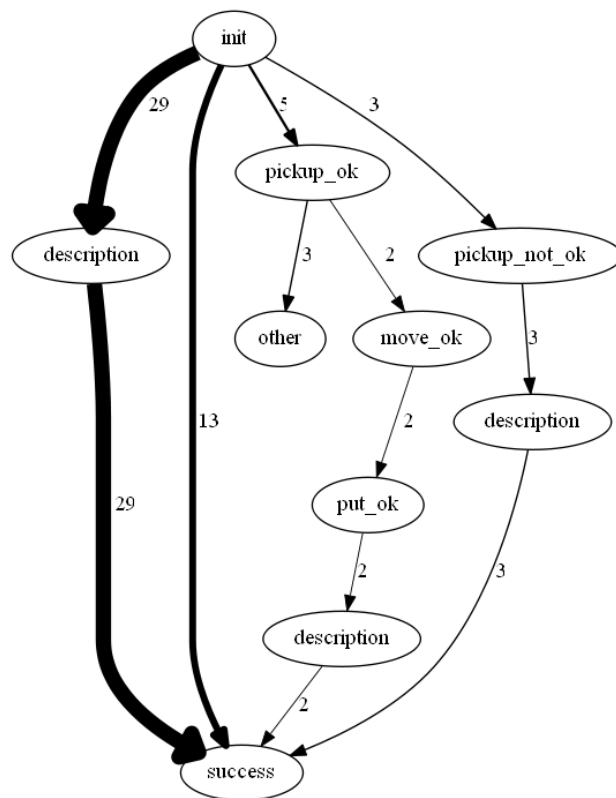 init
29
5
3
pickup_ok
description
pickup_not_ok
3
2
other
move_ok
3
13
2
description
29
put_ok
2
3
description
2
success